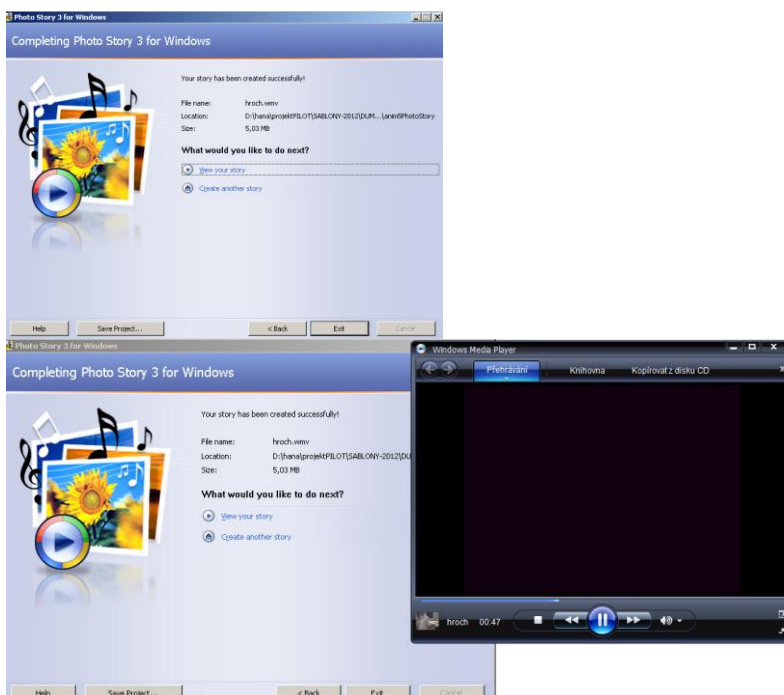 Photo Story 3 for Windows
Completing Photo Story 3 for Windows
Your story has been created successfully!
File name: hroch.wmv
Location: D:\hana\projektPILOT\SABLONY-2012\DUM...\anim5PhotoStory
Size: 5,03 MB
What would you like to do next?
View your story
Create another story
Help Save Project... < Back Exit Cancel
Photo Story 3 for Windows
Completing Photo Story 3 for Windows
Your story has been created successfully!
File name: hroch.wmv
Location: D:\hana\projektPILOT\SABLONY-2012\DU
Size: 5,03 MB
What would you like to do next?
View your story
Create another story
Help Save Project... < Back Exit Cancel
Windows Media Player
Přehrávání Knihovna Kopírovat z disku CD
hroch 00:47